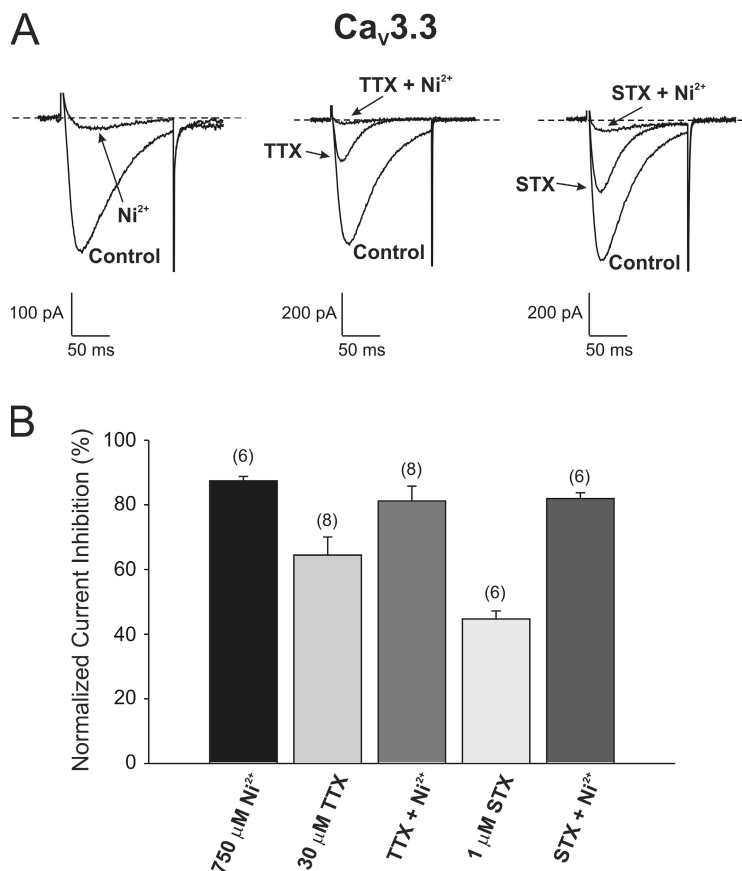 A
Caᵥ3.3
Ni²⁺
Control
100 pA
50 ms
TTX + Ni²⁺
TTX
Control
200 pA
50 ms
STX + Ni²⁺
STX
Control
200 pA
50 ms
B
Normalized Current Inhibition (%)
100
80
60
40
20
0
(6)
(8)
(8)
(6)
(6)
750 μM Ni²⁺
30 μM TTX
TTX + Ni²⁺
1 μM STX
STX + Ni²⁺